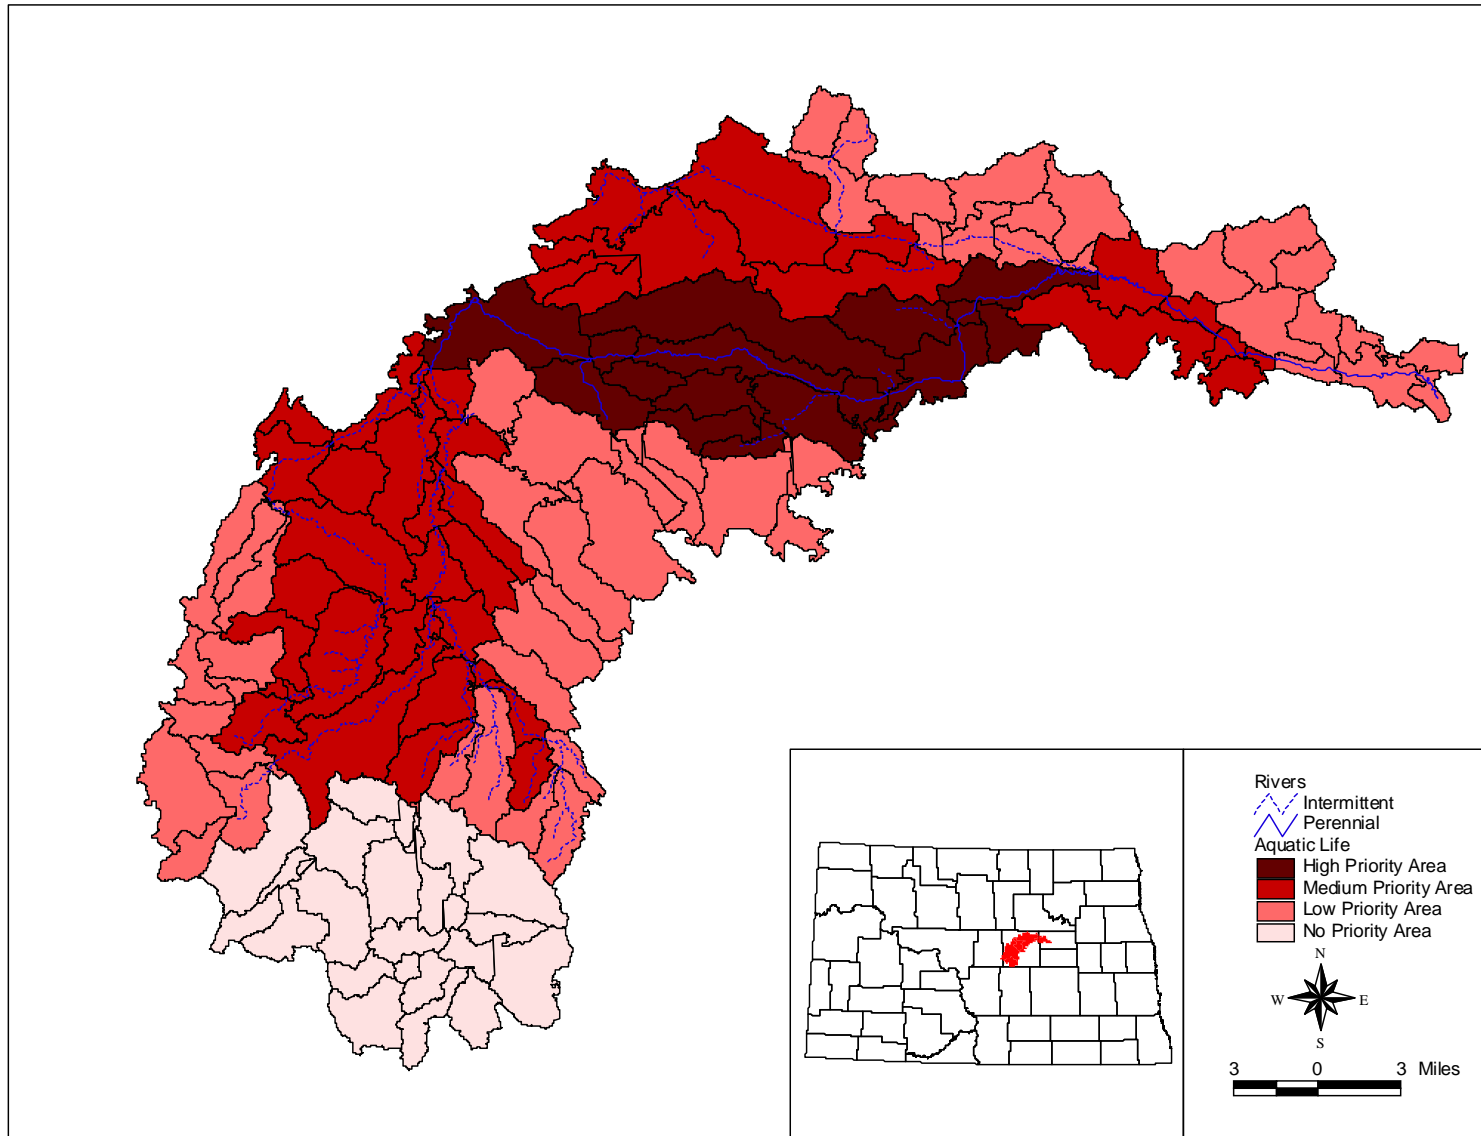 Rivers
Intermittent
Perennial
Aquatic Life
High Priority Area
Medium Priority Area
Low Priority Area
No Priority Area
N
W E
S
3 0 3 Miles